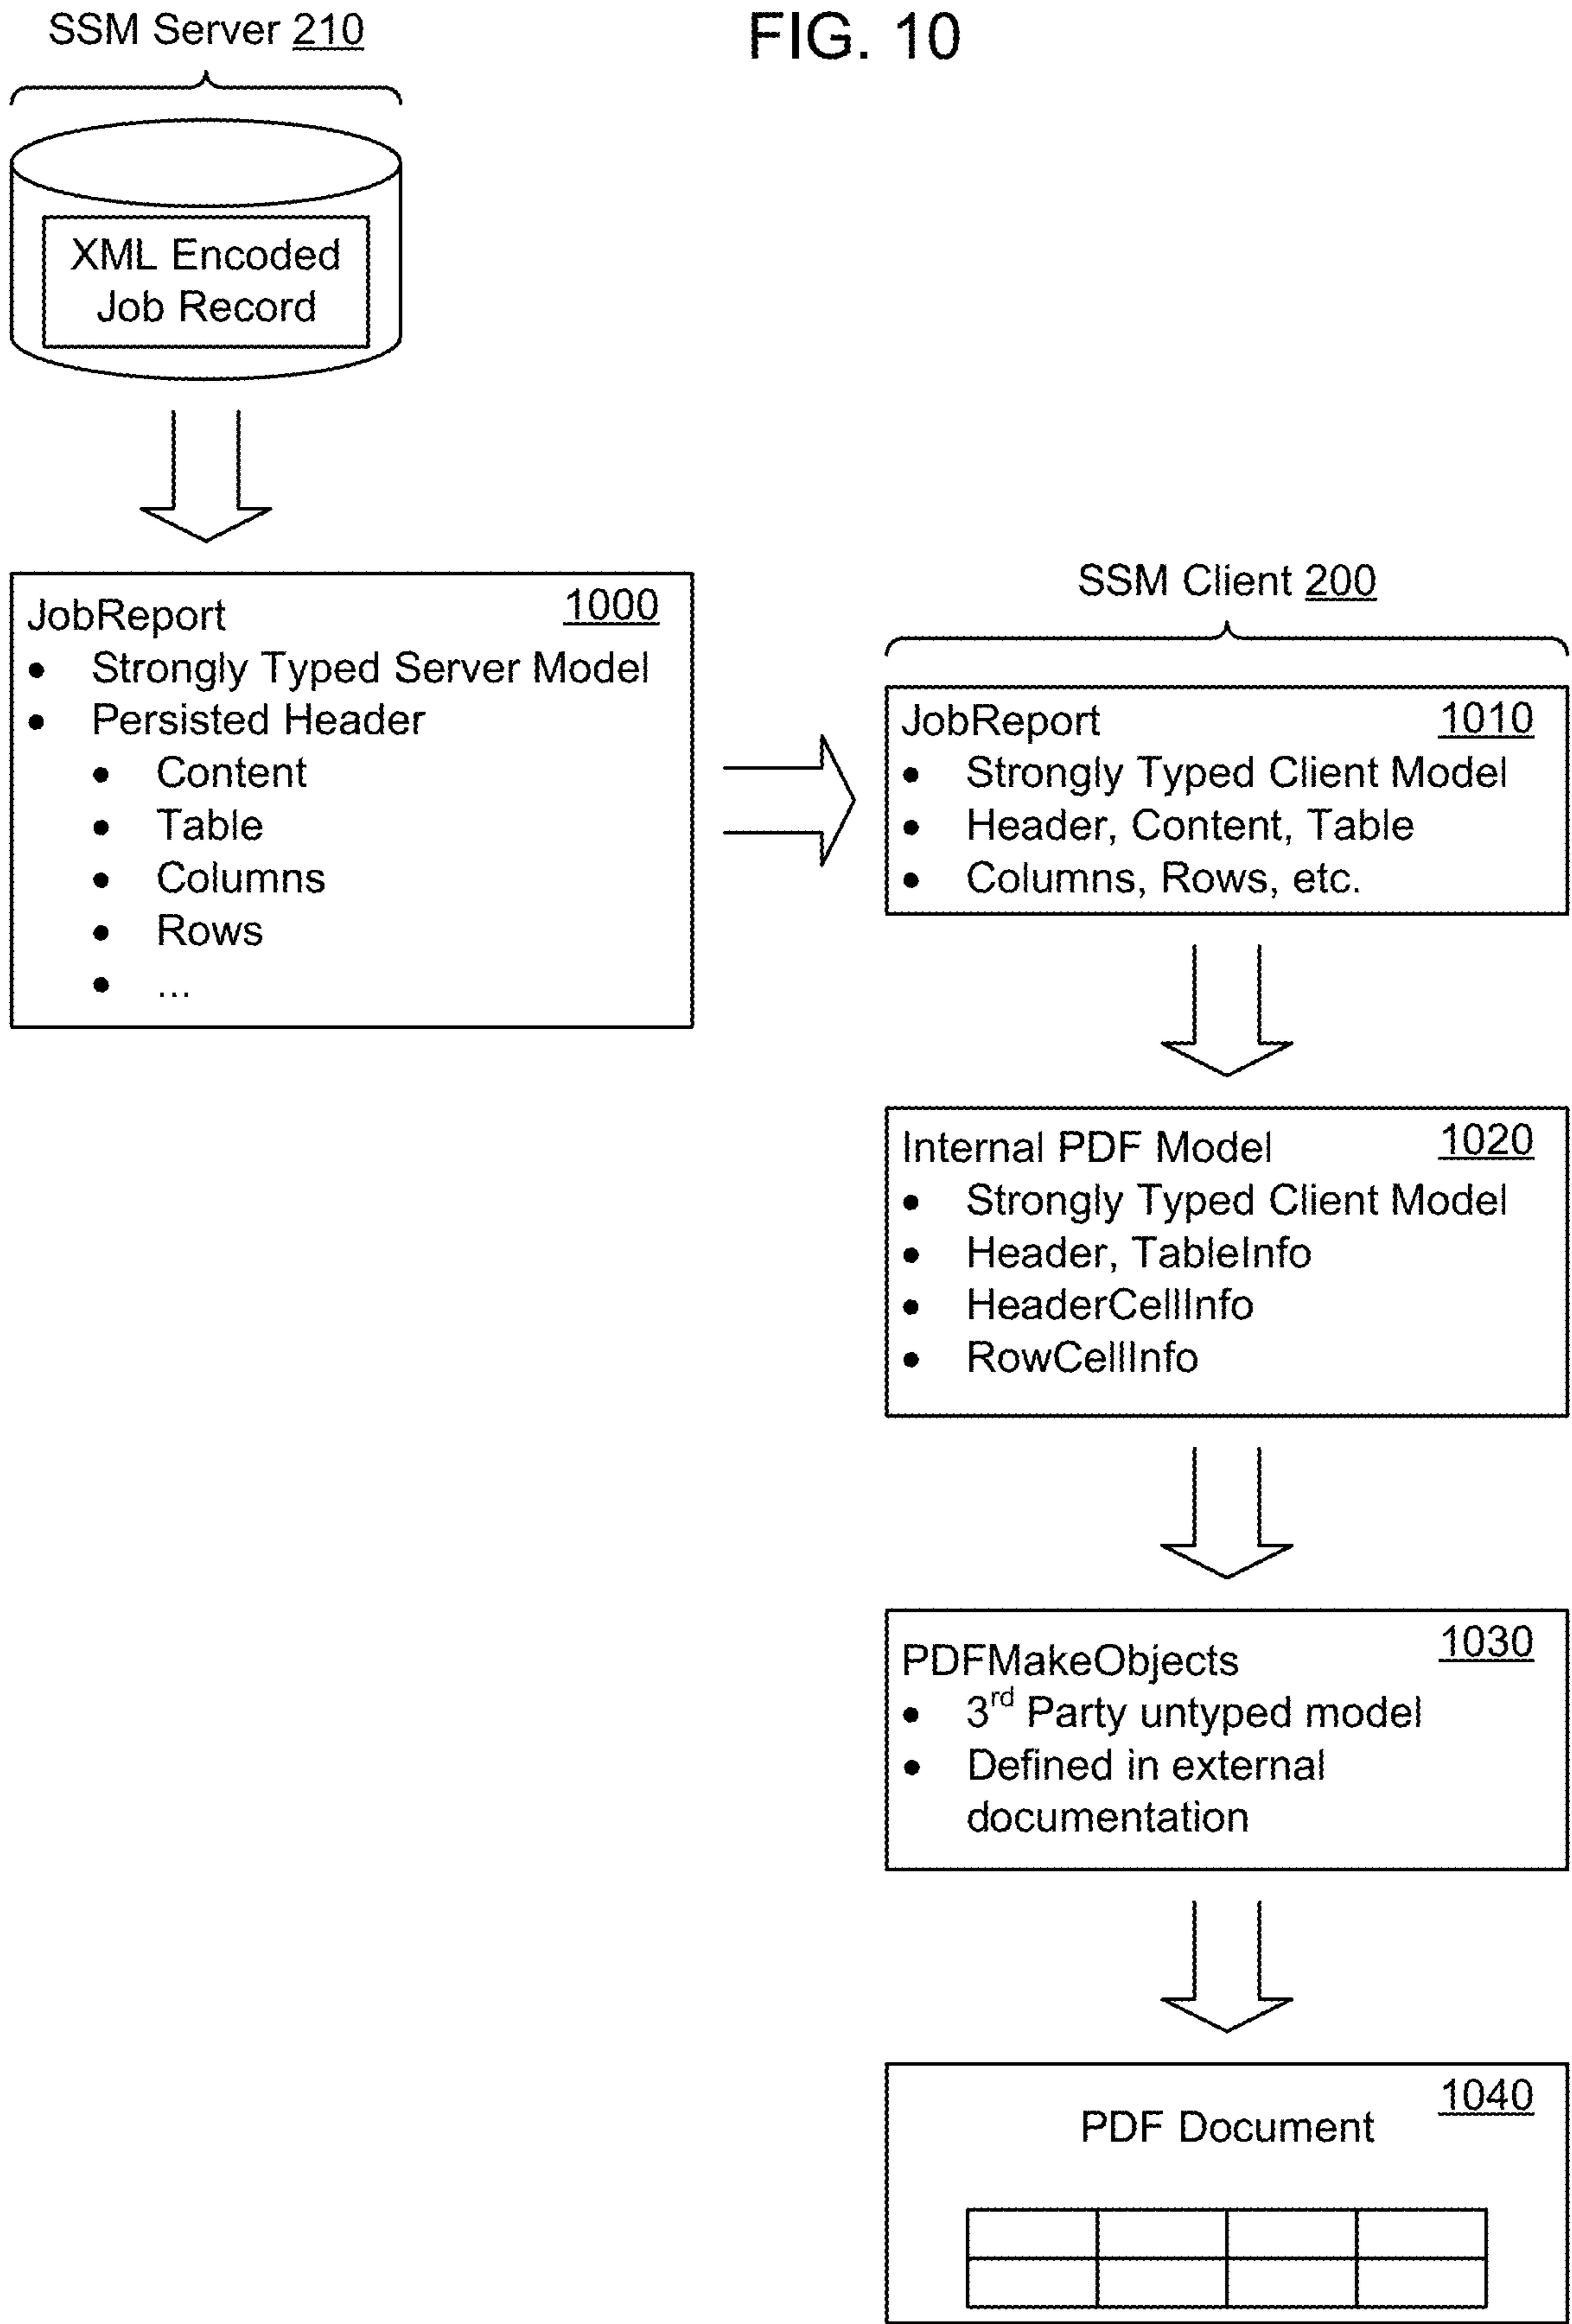 FIG. 10
SSM Server 210
XML Encoded
Job Record
JobReport 1000
• Strongly Typed Server Model
• Persisted Header
• Content
• Table
• Columns
• Rows
• ...
SSM Client 200
JobReport 1010
• Strongly Typed Client Model
• Header, Content, Table
• Columns, Rows, etc.
Internal PDF Model 1020
• Strongly Typed Client Model
• Header, TableInfo
• HeaderCellInfo
• RowCellInfo
PDFMakeObjects 1030
• 3rd Party untyped model
• Defined in external
documentation
PDF Document 1040